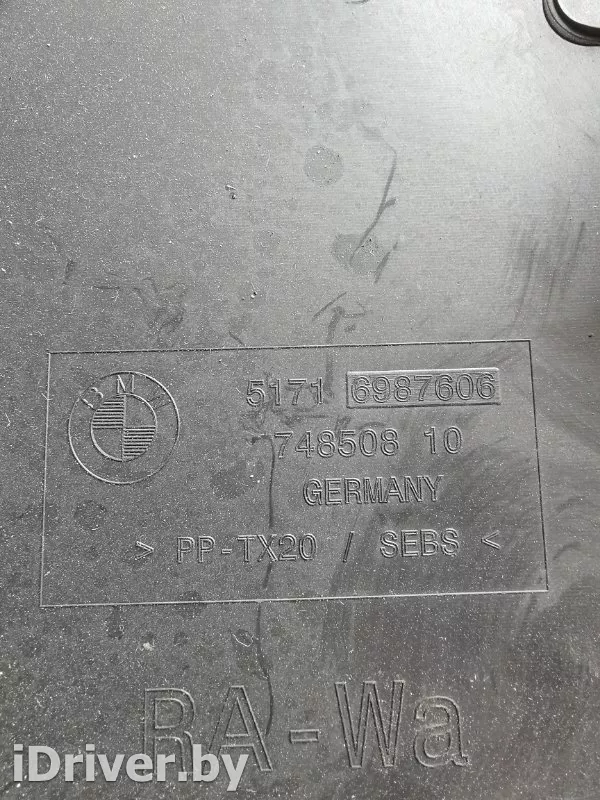 BMW
5171 6987606
748508 10
GERMANY
> PP-TX20 / SEBS <
RA-Wa
iDriver.by